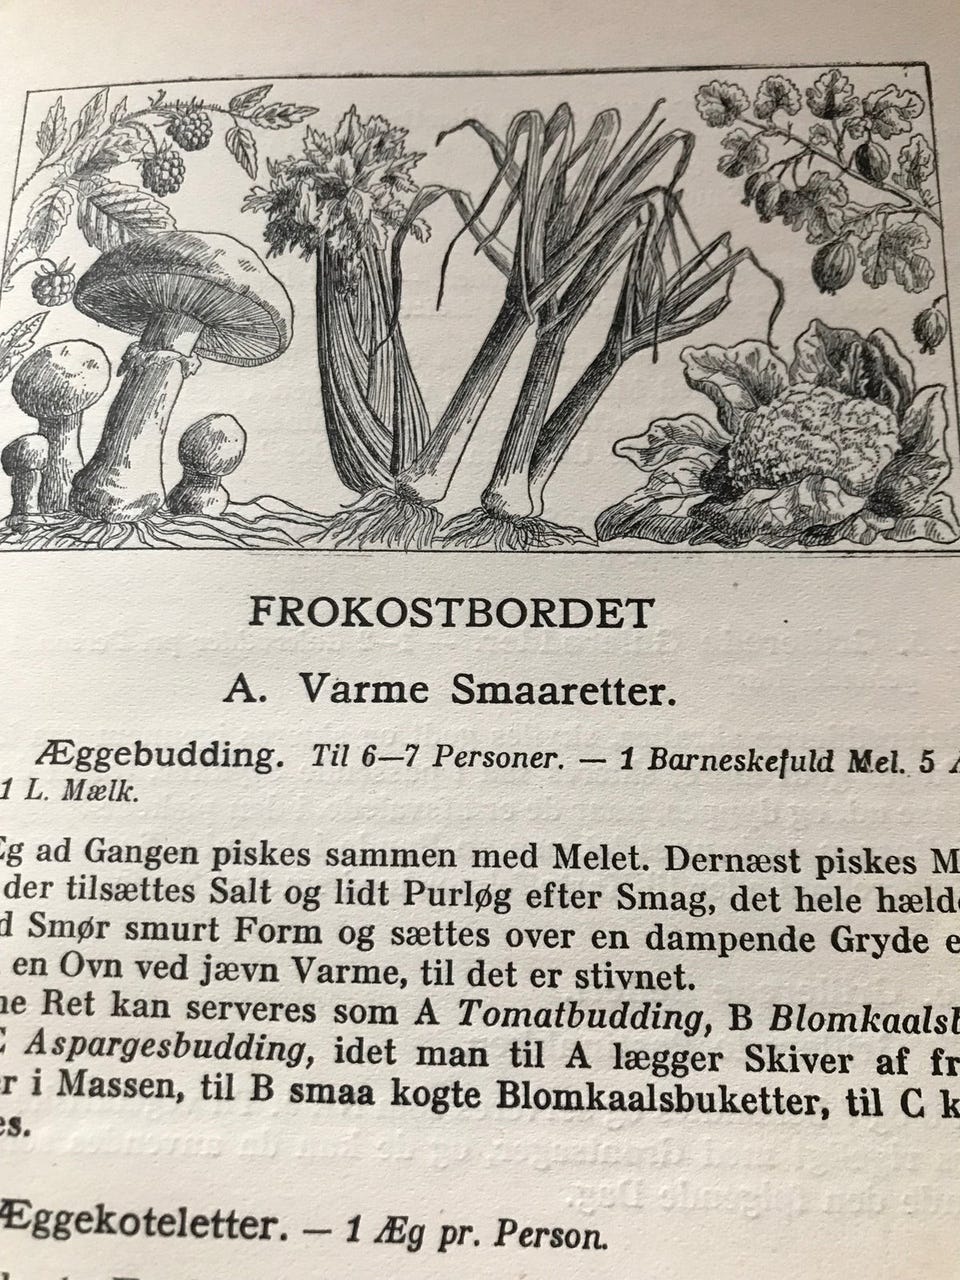 FROKOSTBORDET
A. Varme Smaaretter.
Æggebudding. Til 6—7 Personer. — 1 Barneskefuld Mel. 5
1 L. Mælk.
ad Gangen piskes sammen med Melet. Dernæst piskes
der tilsættes Salt og lidt Purløg efter Smag, det hele
Smør smurt Form og sættes over en dampende Gryde
en Ovn ved jævn Varme, til det er stivnet.
Ret kan serveres som A Tomatbudding, B
Aspargesbudding, idet man til A lægger Skiver af
i Massen, til B smaa kogte Blomkaalsbuketter, til C
Æggekoteletter. — 1 Æg pr. Person.